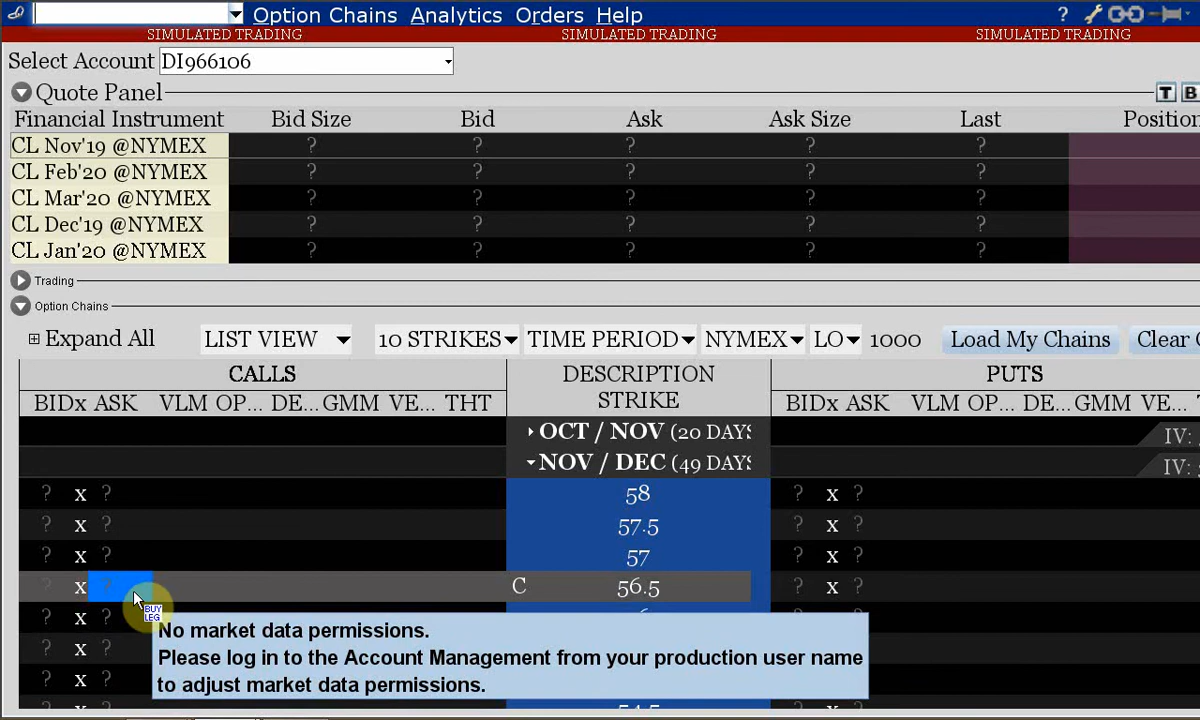 Option Chains Analytics Orders Help ?
SIMULATED TRADING SIMULATED TRADING SIMULATED TRADING
Select Account DI966106
Quote Panel T B
Financial Instrument Bid Size Bid Ask Ask Size Last Position
CL Nov'19 @NYMEX ? ? ? ? ?
CL Feb'20 @NYMEX ? ? ? ? ?
CL Mar'20 @NYMEX ? ? ? ? ?
CL Dec'19 @NYMEX ? ? ? ? ?
CL Jan'20 @NYMEX ? ? ? ? ?
Trading
Option Chains
Expand All LIST VIEW 10 STRIKES TIME PERIOD NYMEX LO 1000 Load My Chains Clear
CALLS DESCRIPTION PUTS
STRIKE
BIDx ASK VLM OP... DE... GMM VE... THT BIDx ASK VLM OP... DE... GMM VE...
OCT / NOV (20 DAYS IV:
NOV / DEC (49 DAYS IV:
? x ? 58 ? x ?
? x ? 57.5 ? x ?
? x ? 57 ? x ?
? x ? C 56.5 ? x ?
BUY
LEG
? x ?
No market data permissions.
Please log in to the Account Management from your production user name
to adjust market data permissions.
? x ?
? x ?